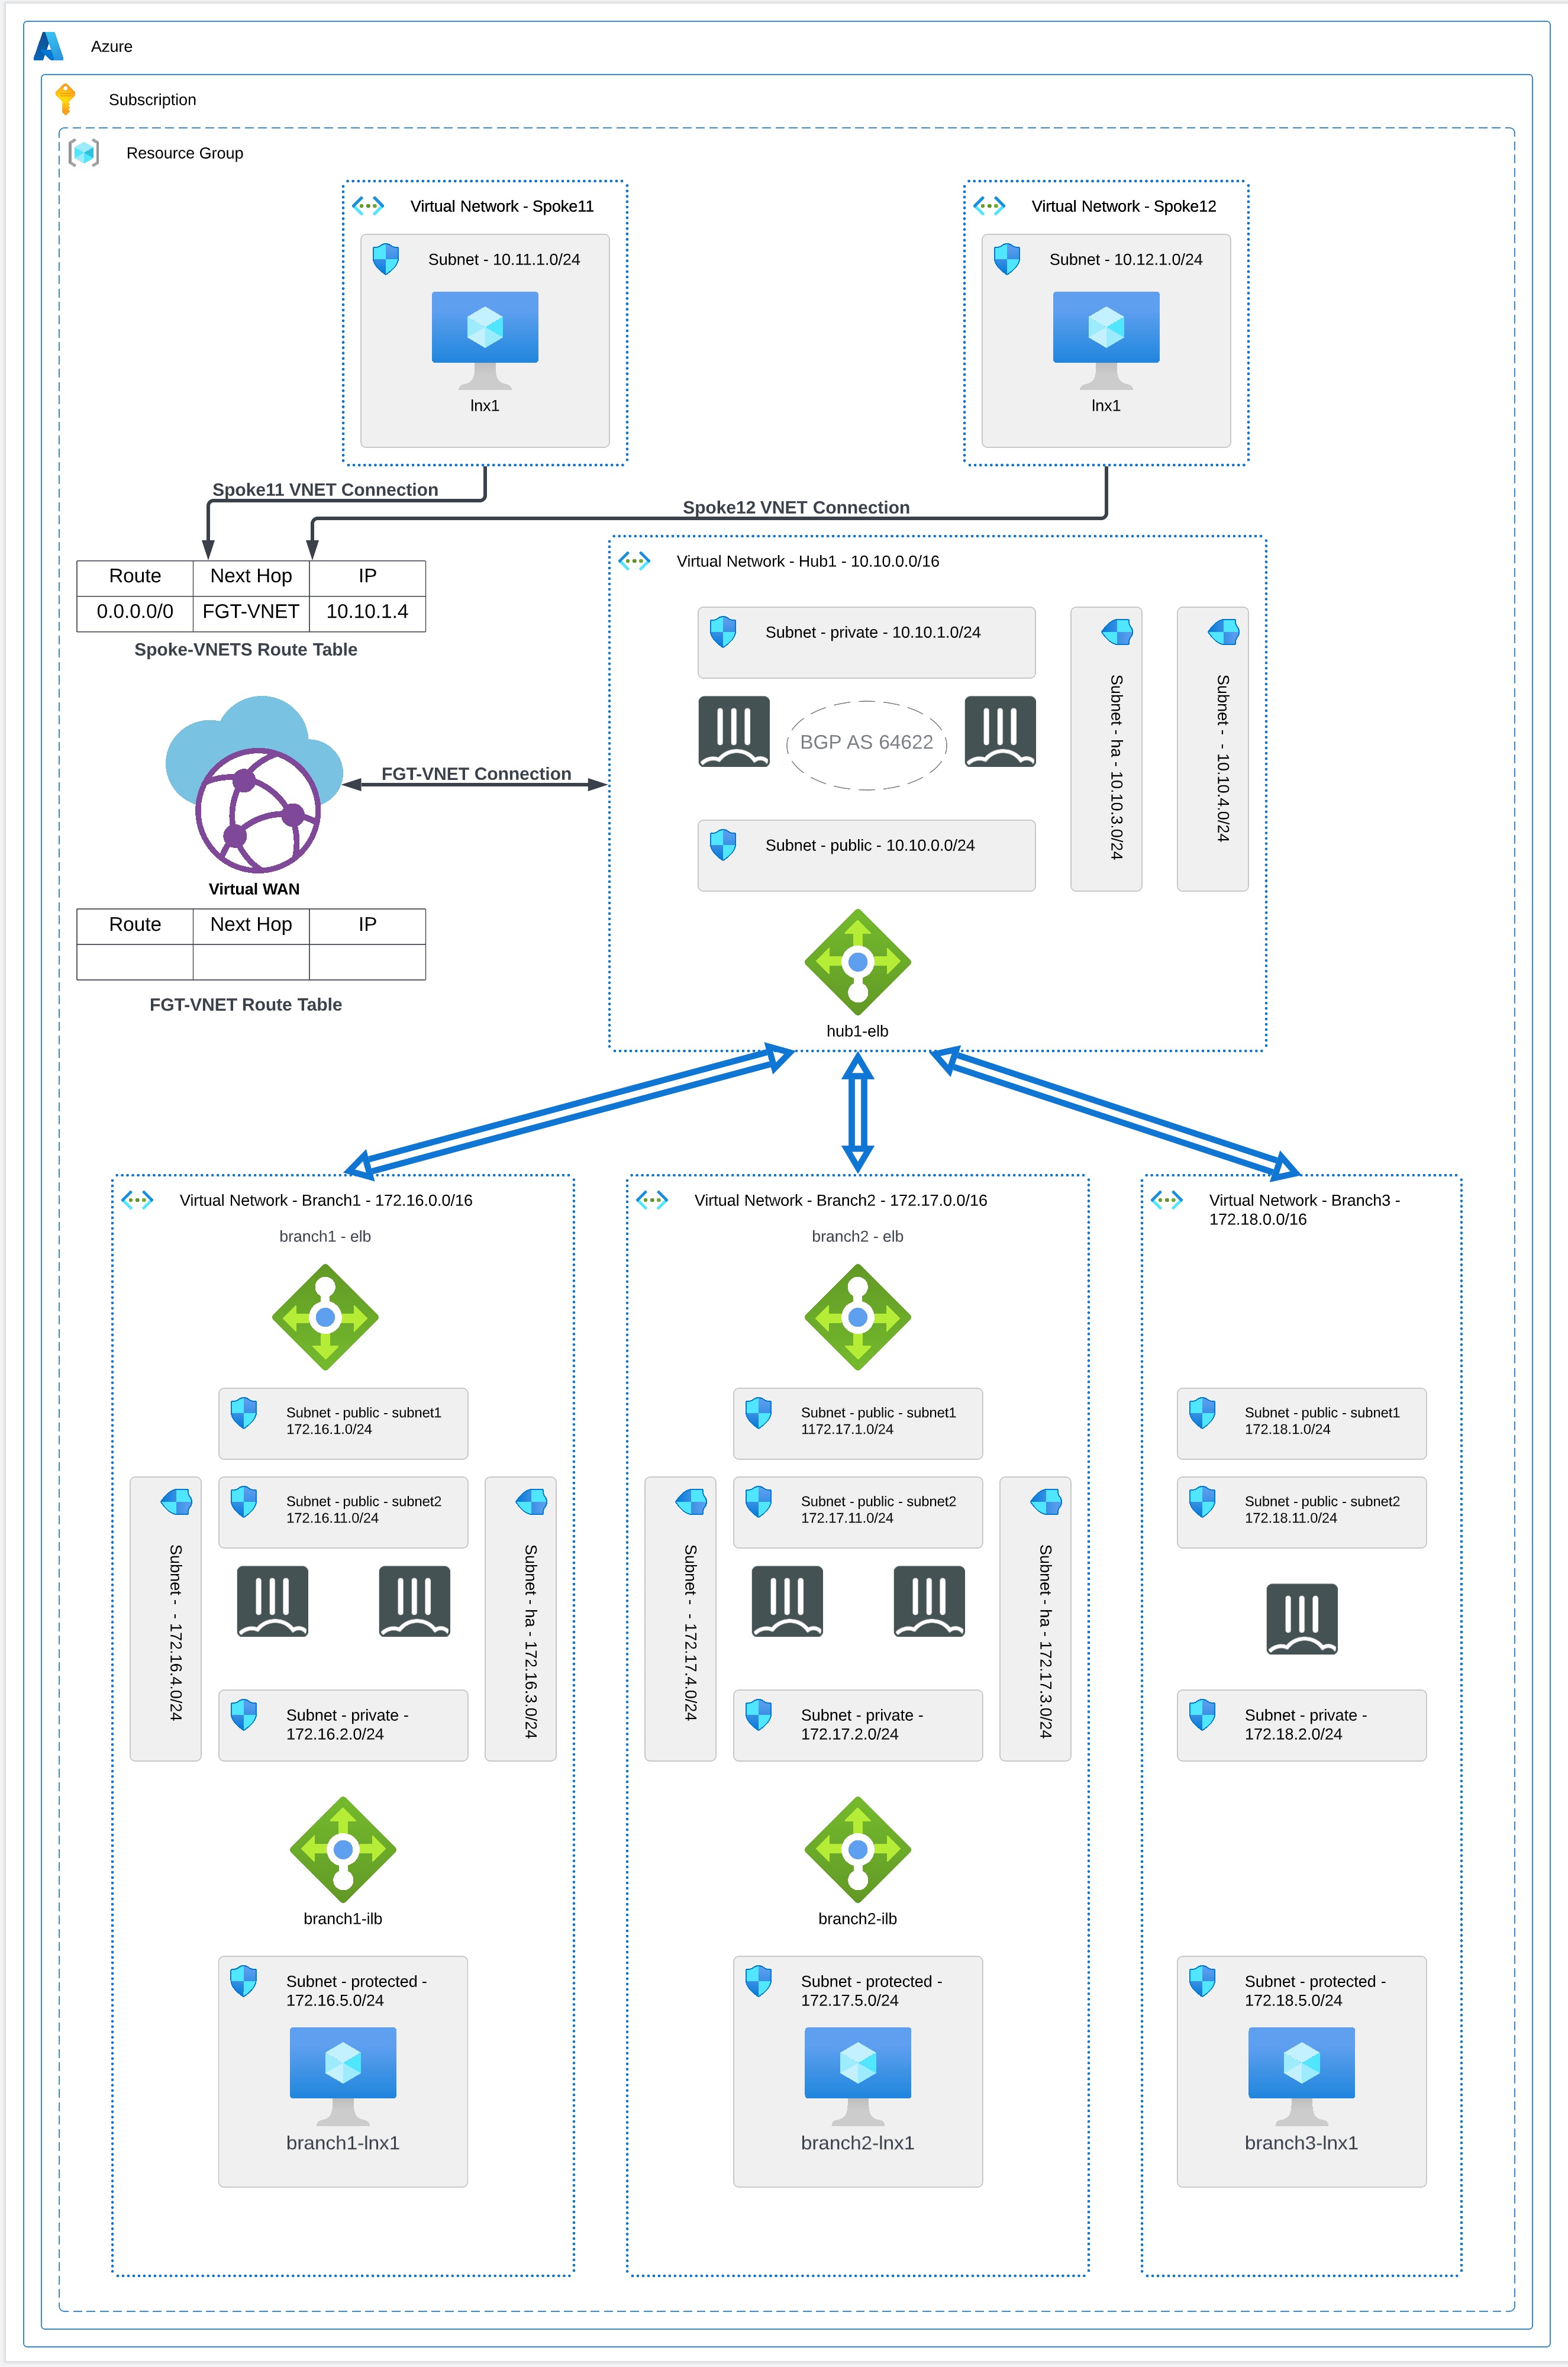 Azure
Subscription
Resource Group
Virtual Network - Spoke11
Subnet - 10.11.1.0/24
lnx1
Virtual Network - Spoke12
Subnet - 10.12.1.0/24
lnx1
Spoke11 VNET Connection
Spoke12 VNET Connection
Route Next Hop IP
0.0.0.0/0 FGT-VNET 10.10.1.4
Spoke-VNETS Route Table
Virtual Network - Hub1 - 10.10.0.0/16
Subnet - private - 10.10.1.0/24
BGP AS 64622
Subnet - public - 10.10.0.0/24
Subnet - ha - 10.10.3.0/24
Subnet - - 10.10.4.0/24
hub1-elb
FGT-VNET Connection
Virtual WAN
Route Next Hop IP
FGT-VNET Route Table
Virtual Network - Branch1 - 172.16.0.0/16
branch1 - elb
Subnet - public - subnet1
172.16.1.0/24
Subnet - public - subnet2
172.16.11.0/24
Subnet - - 172.16.4.0/24
Subnet - ha - 172.16.3.0/24
Subnet - private -
172.16.2.0/24
branch1-ilb
Subnet - protected -
172.16.5.0/24
branch1-lnx1
Virtual Network - Branch2 - 172.17.0.0/16
branch2 - elb
Subnet - public - subnet1
1172.17.1.0/24
Subnet - public - subnet2
172.17.11.0/24
Subnet - - 172.17.4.0/24
Subnet - ha - 172.17.3.0/24
Subnet - private -
172.17.2.0/24
branch2-ilb
Subnet - protected -
172.17.5.0/24
branch2-lnx1
Virtual Network - Branch3 -
172.18.0.0/16
Subnet - public - subnet1
172.18.1.0/24
Subnet - public - subnet2
172.18.11.0/24
Subnet - private -
172.18.2.0/24
Subnet - protected -
172.18.5.0/24
branch3-lnx1